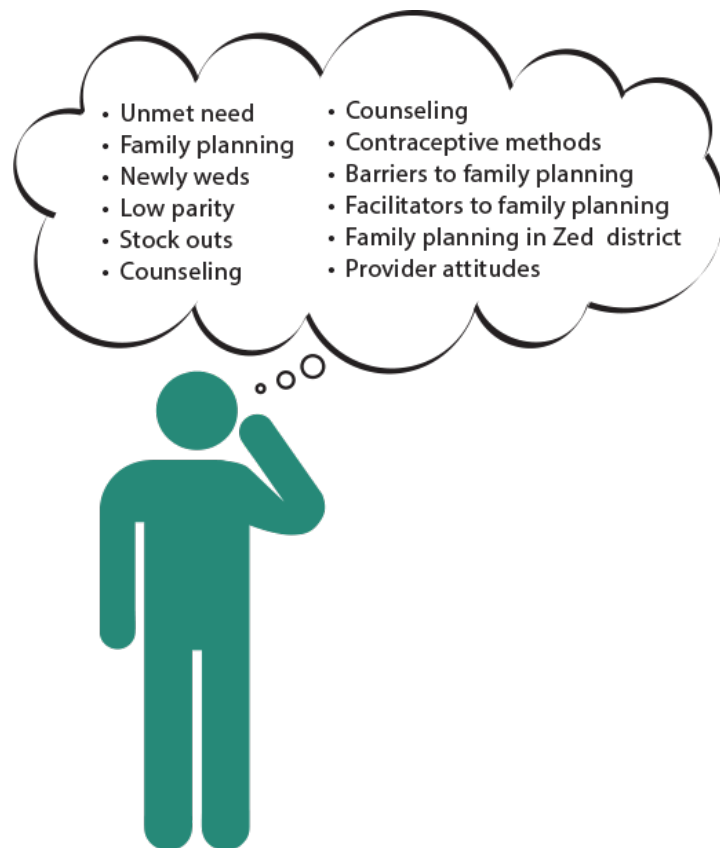 • Unmet need
• Family planning
• Newly weds
• Low parity
• Stock outs
• Counseling
• Counseling
• Contraceptive methods
• Barriers to family planning
• Facilitators to family planning
• Family planning in Zed district
• Provider attitudes